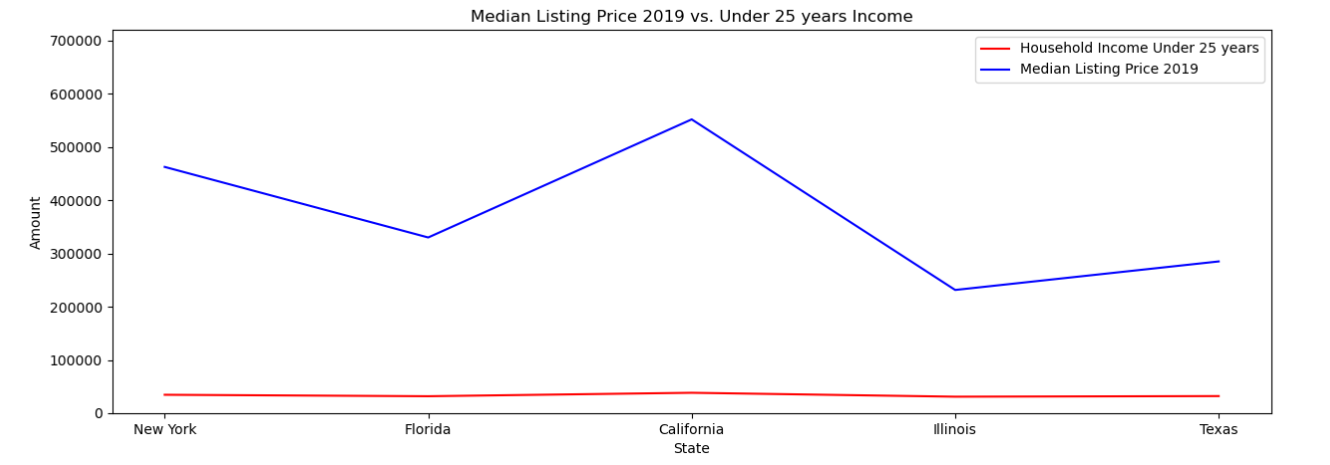 Median Listing Price 2019 vs. Under 25 years Income
Household Income Under 25 years
Median Listing Price 2019
700000
600000
500000
400000
300000
200000
100000
0
Amount
New York
Florida
California
Illinois
Texas
State